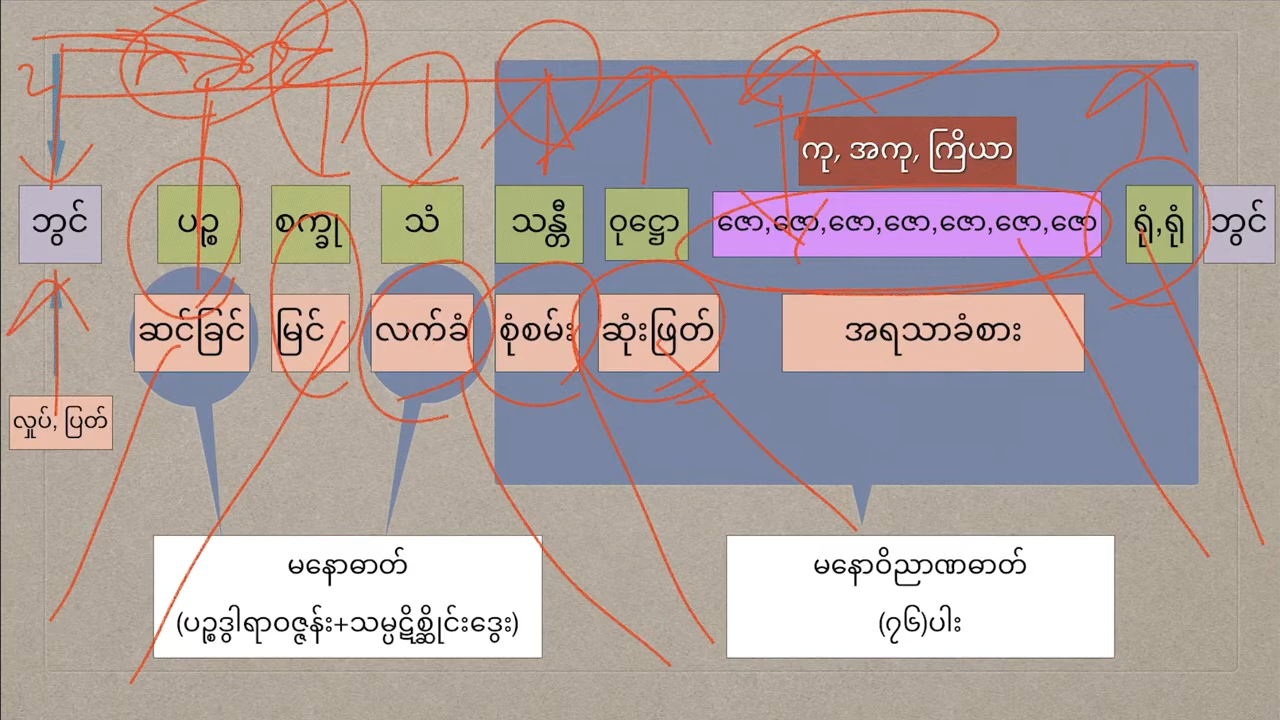 ကု, အကု, ကြိယာ
ဘွင် ပဉ္စ စက္ခု သံ သန္တီ ဝုဋ္ဌော ဇော,ဇော,ဇော,ဇော,ဇော,ဇော,ဇော ရုံ,ရုံ ဘွင်
ဆင်ခြင် မြင် လက်ခံ စုံစမ်း ဆုံးဖြတ် အရသာခံစား
လှုပ်, ပြတ်
မနောဓာတ်
(ပဉ္စဒွါရာဝဇ္ဇန်း+သမ္ပဋိစ္ဆိုင်းဒွေး)
မနောဝိညာဏဓာတ်
(၇၆)ပါး